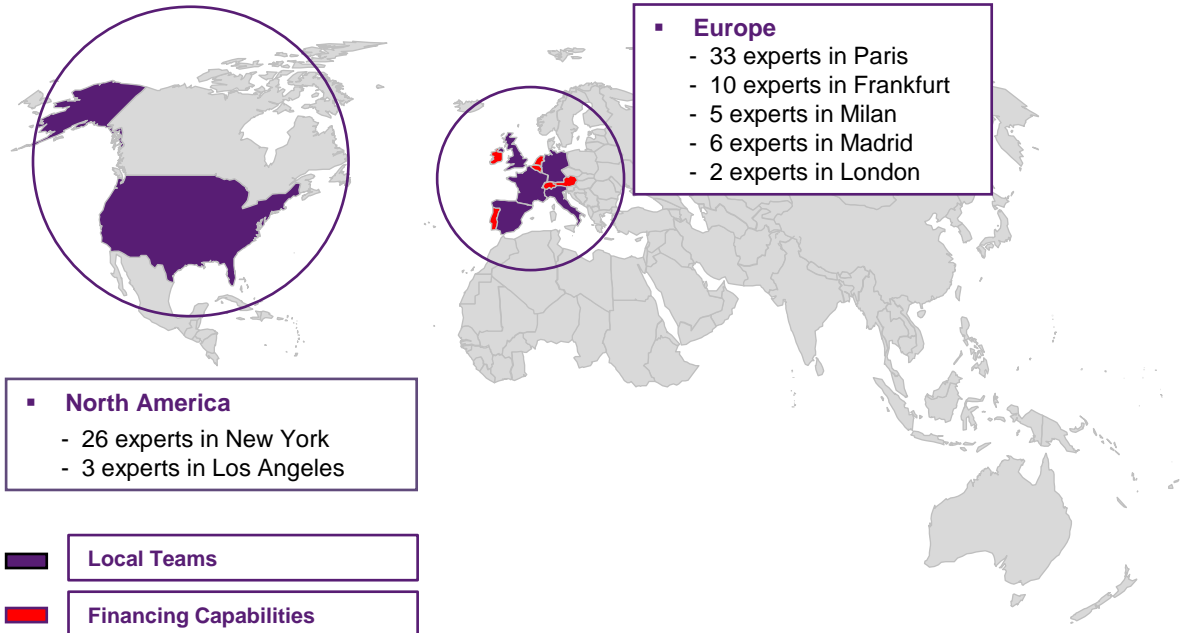 ▪ Europe
- 33 experts in Paris
- 10 experts in Frankfurt
- 5 experts in Milan
- 6 experts in Madrid
- 2 experts in London
▪ North America
- 26 experts in New York
- 3 experts in Los Angeles
Local Teams
Financing Capabilities